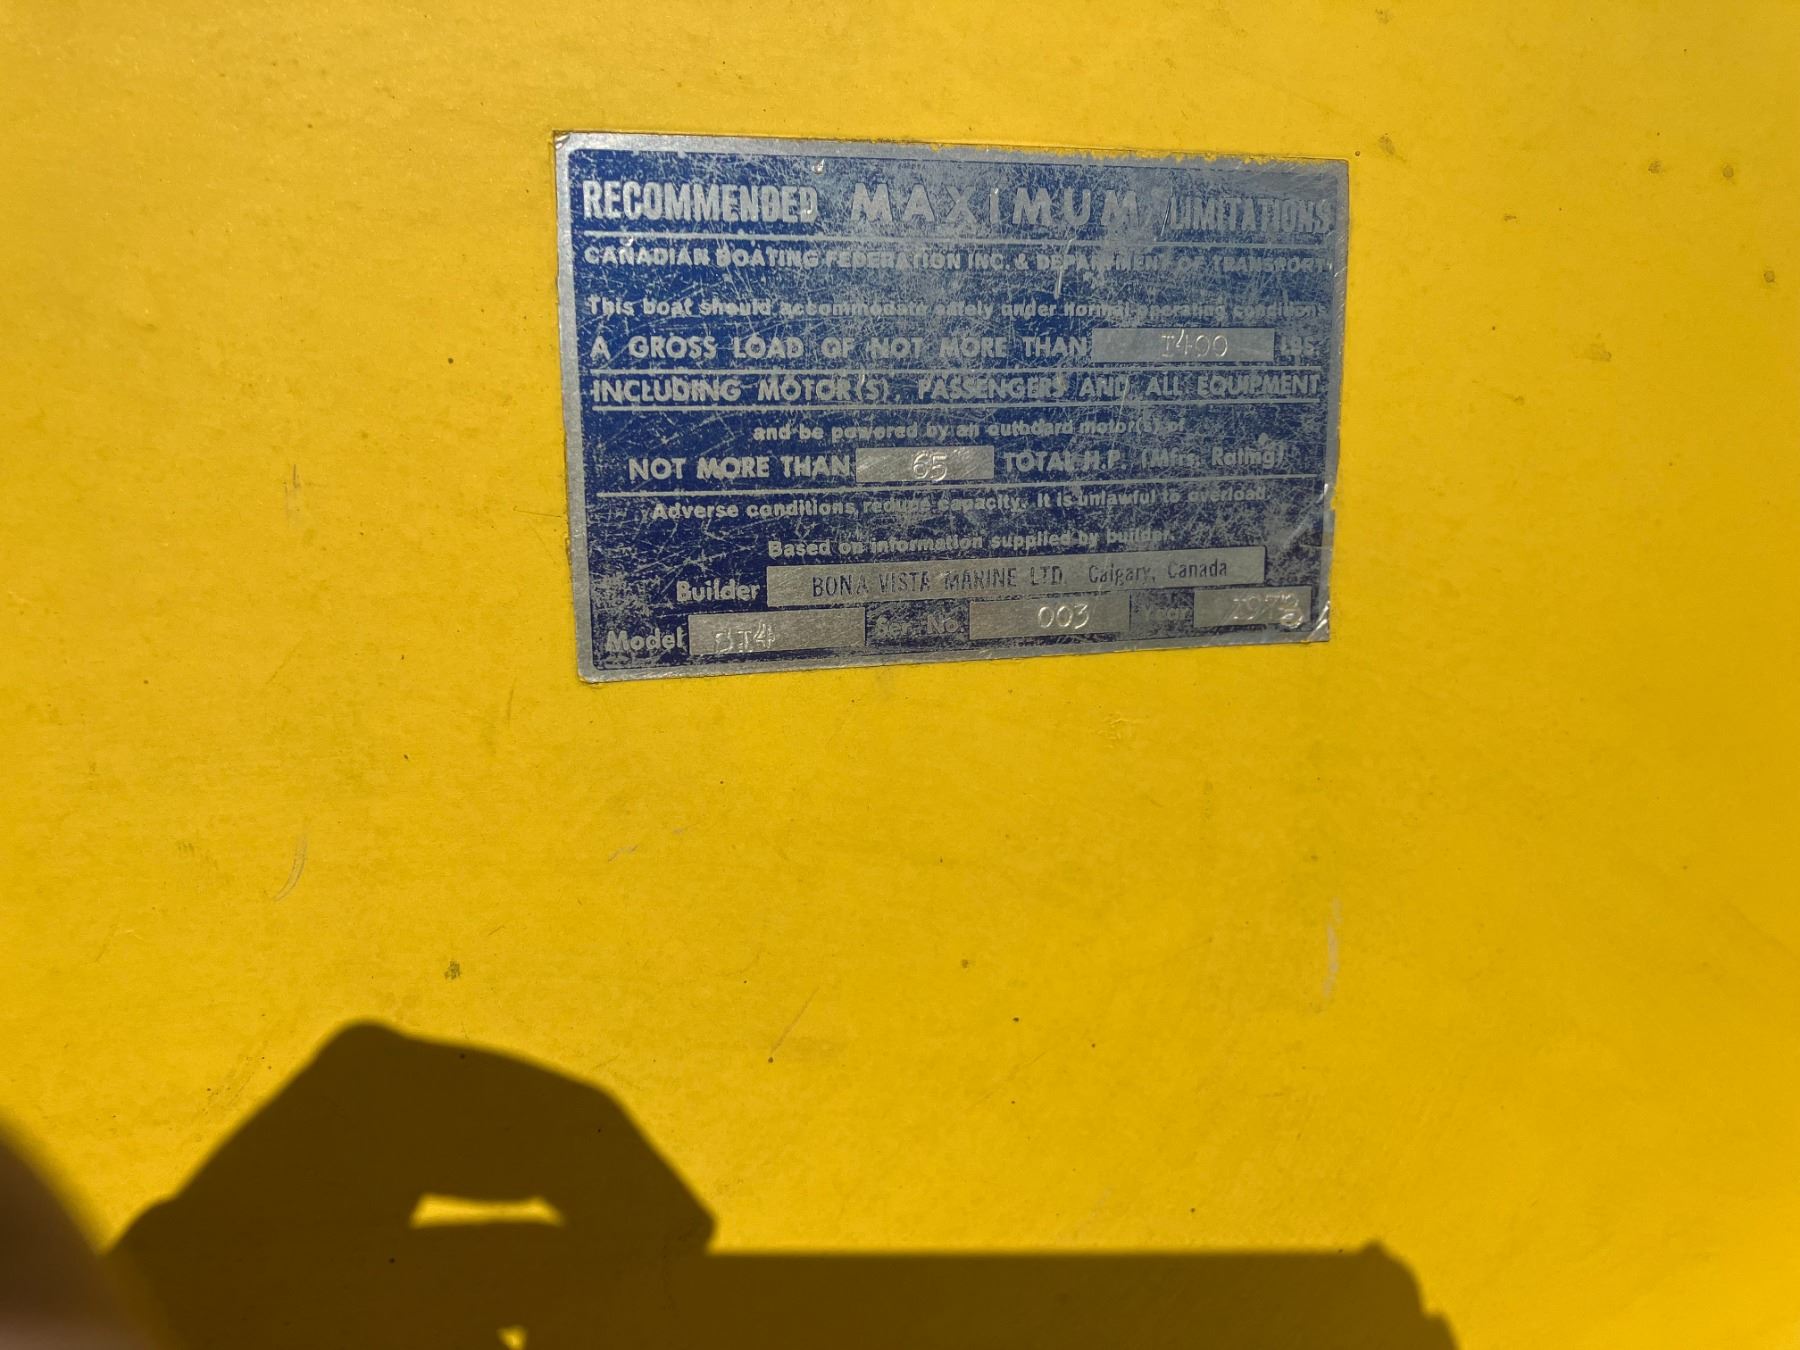 RECOMMENDED MAXIMUM LIMITATIONS
CANADIAN BOATING FEDERATION INC. & DEPARTMENT OF TRANSPORT
This boat should accommodate safely under normal operating conditions
A GROSS LOAD OF NOT MORE THAN I400 LBS.
INCLUDING MOTOR(S), PASSENGERS AND ALL EQUIPMENT
and be powered by an outboard motor(s) of
NOT MORE THAN 65 TOTAL H.P. (Mfrs. Rating)
Adverse conditions reduce capacity. It is unlawful to overload
Based on information supplied by builder.
Builder BONA VISTA MARINE LTD. Calgary, Canada
Model Ser. No. 003 Year